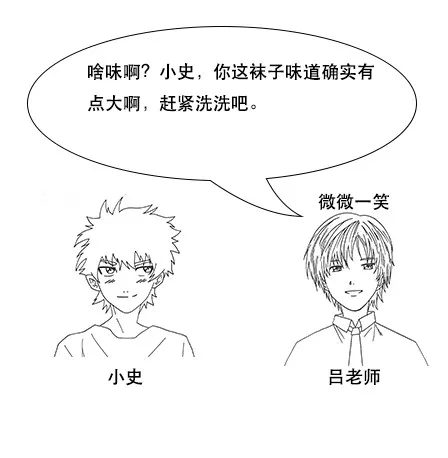 啥味啊？小史，你这袜子味道确实有
点大啊，赶紧洗洗吧。
微微一笑
小史
吕老师